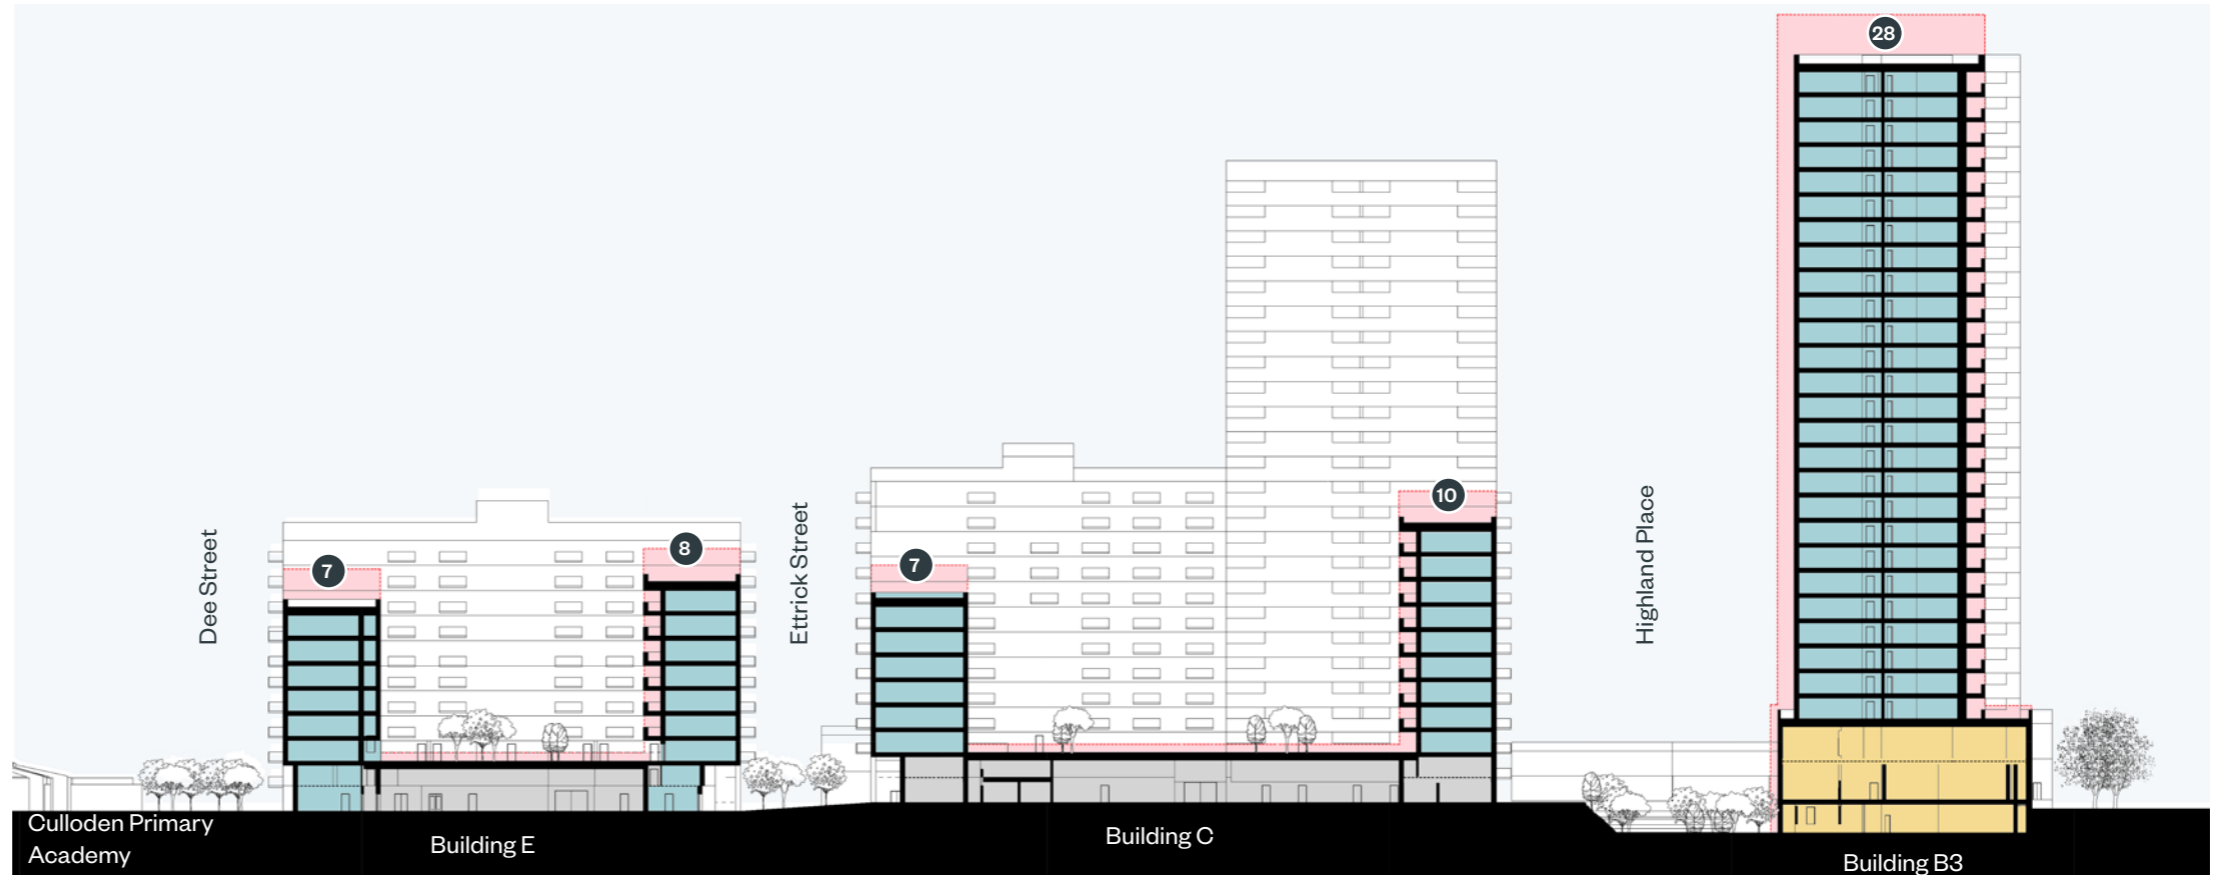 28
10
8
7
7
Dee Street
Ettrick Street
Highland Place
Culloden Primary
Academy
Building E
Building C
Building B3